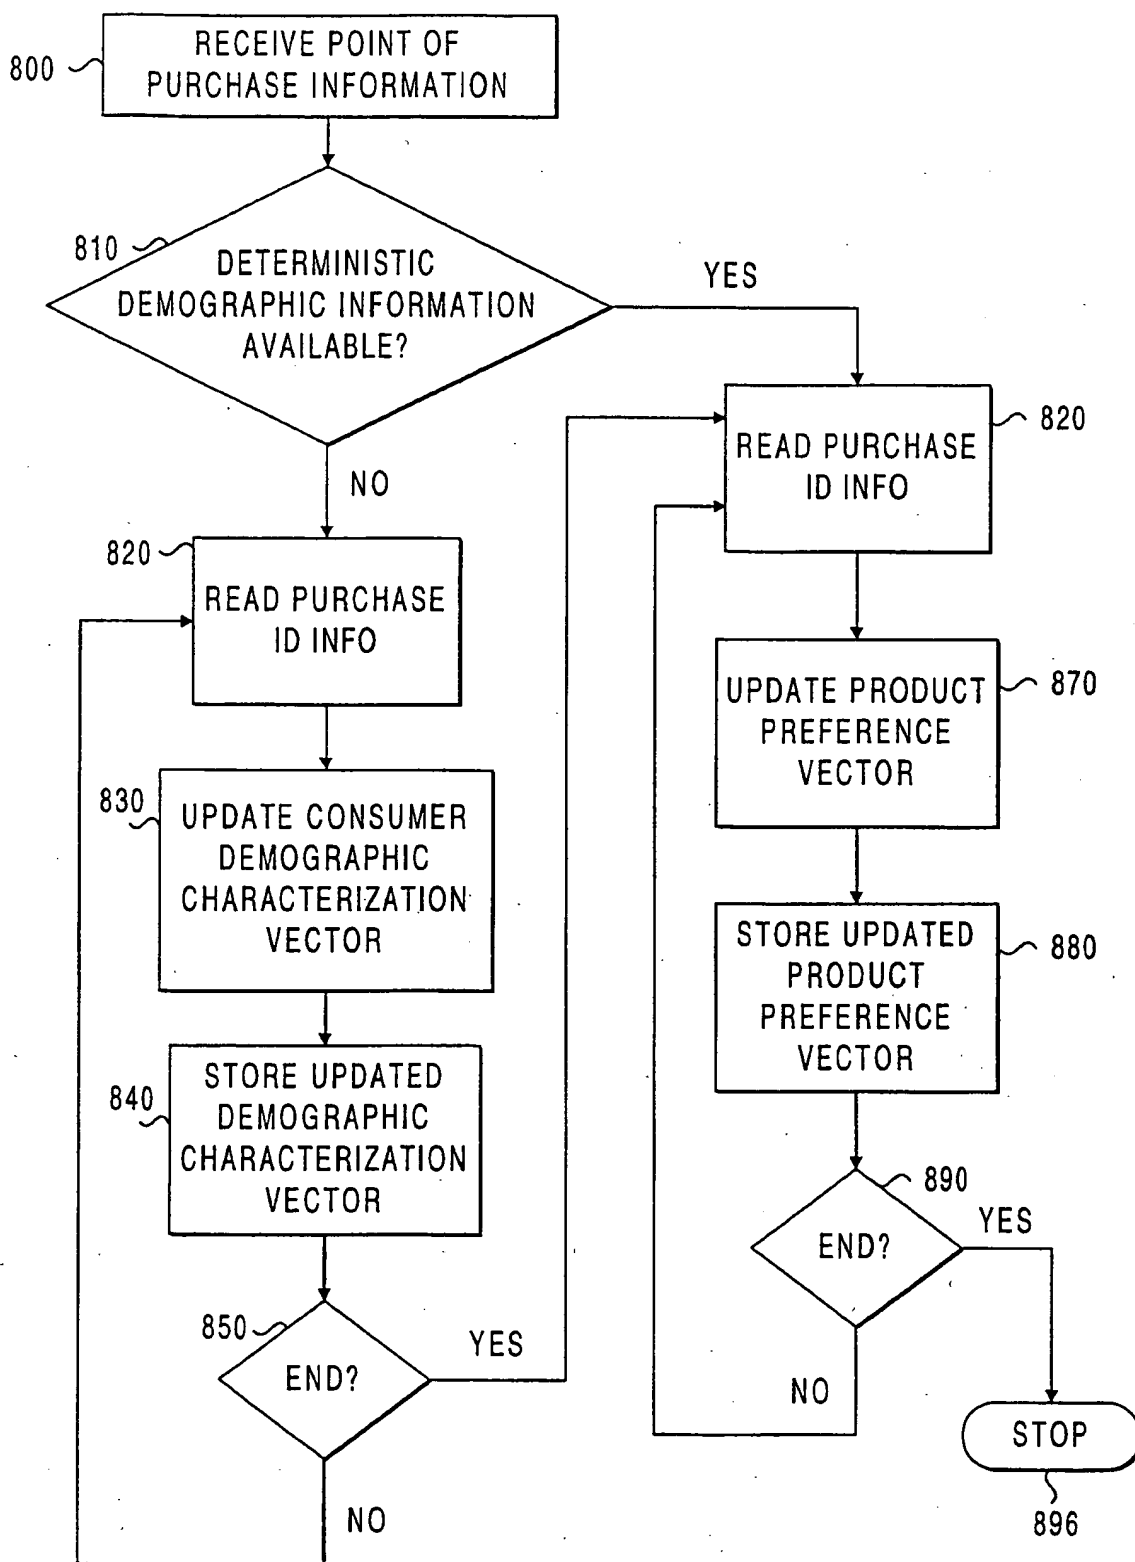 800
RECEIVE POINT OF
PURCHASE INFORMATION
810
DETERMINISTIC
DEMOGRAPHIC INFORMATION
AVAILABLE?
YES
NO
820
READ PURCHASE
ID INFO
830
UPDATE CONSUMER
DEMOGRAPHIC
CHARACTERIZATION
VECTOR
840
STORE UPDATED
DEMOGRAPHIC
CHARACTERIZATION
VECTOR
850
END?
YES
NO
820
READ PURCHASE
ID INFO
870
UPDATE PRODUCT
PREFERENCE
VECTOR
880
STORE UPDATED
PRODUCT
PREFERENCE
VECTOR
890
END?
YES
NO
STOP
896